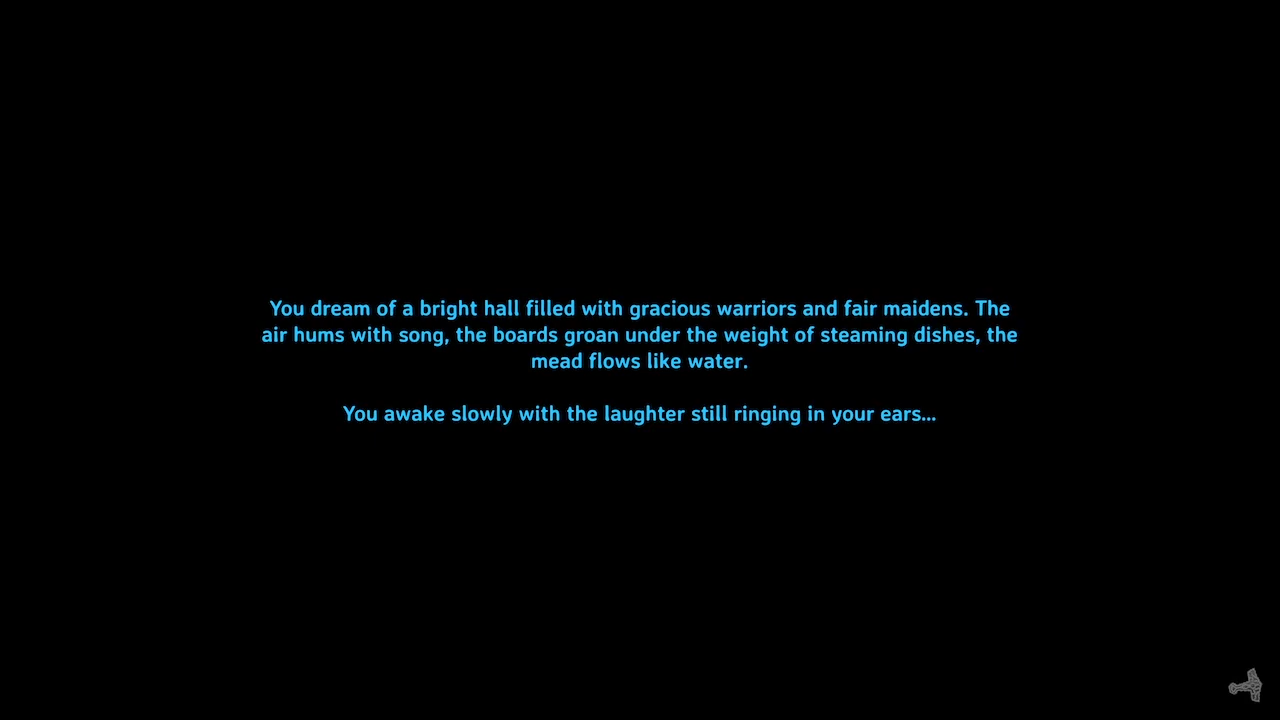 You dream of a bright hall filled with gracious warriors and fair maidens. The
air hums with song, the boards groan under the weight of steaming dishes, the
mead flows like water.
You awake slowly with the laughter still ringing in your ears...